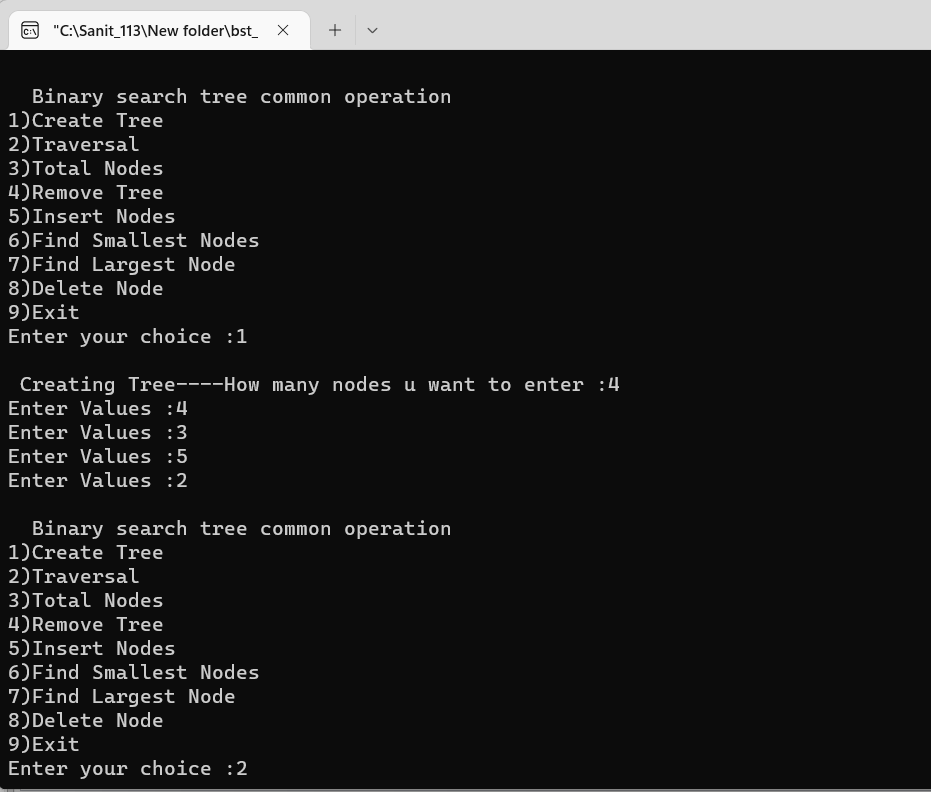 "C:\Sanit_113\New folder\bst_
Binary search tree common operation
1)Create Tree
2)Traversal
3)Total Nodes
4)Remove Tree
5)Insert Nodes
6)Find Smallest Nodes
7)Find Largest Node
8)Delete Node
9)Exit
Enter your choice :1
Creating Tree----How many nodes u want to enter :4
Enter Values :4
Enter Values :3
Enter Values :5
Enter Values :2
Binary search tree common operation
1)Create Tree
2)Traversal
3)Total Nodes
4)Remove Tree
5)Insert Nodes
6)Find Smallest Nodes
7)Find Largest Node
8)Delete Node
9)Exit
Enter your choice :2